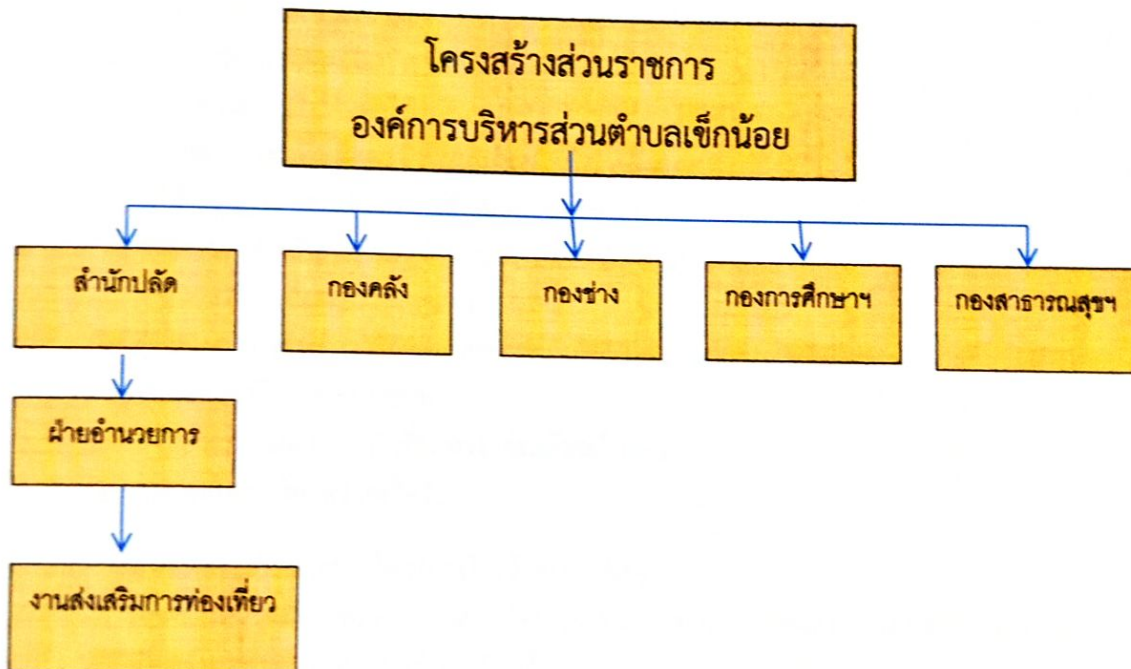 โครงสร้างส่วนราชการ
องค์การบริหารส่วนตำบลเข็กน้อย
สำนักปลัด
กองคลัง
กองช่าง
กองการศึกษาฯ
กองสาธารณสุขฯ
ฝ่ายอำนวยการ
งานส่งเสริมการท่องเที่ยว